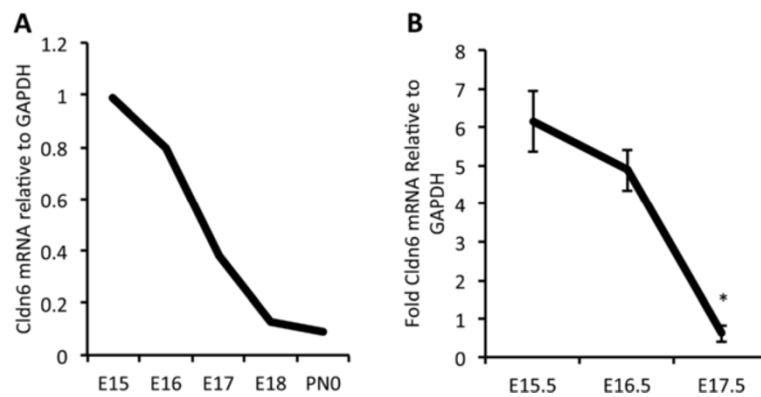 A
Cldn6 mRNA relative to GAPDH
1.2
1
0.8
0.6
0.4
0.2
0
E15 E16 E17 E18 PN0
B
Fold Cldn6 mRNA Relative to
GAPDH
8
7
6
5
4
3
2
1
0
*
E15.5 E16.5 E17.5